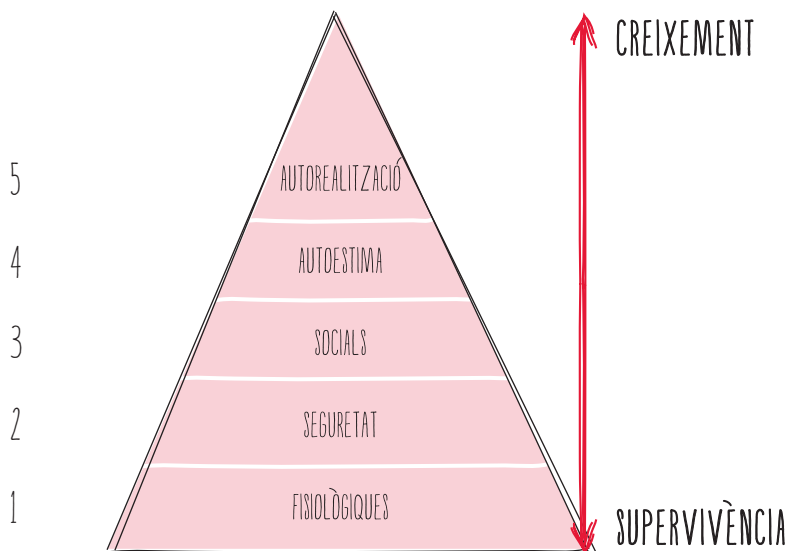 CREIXEMENT
5 AUTOREALITZACIÓ
4 AUTOESTIMA
3 SOCIALS
2 SEGURETAT
1 FISIOLÒGIQUES
SUPERVIVÈNCIA